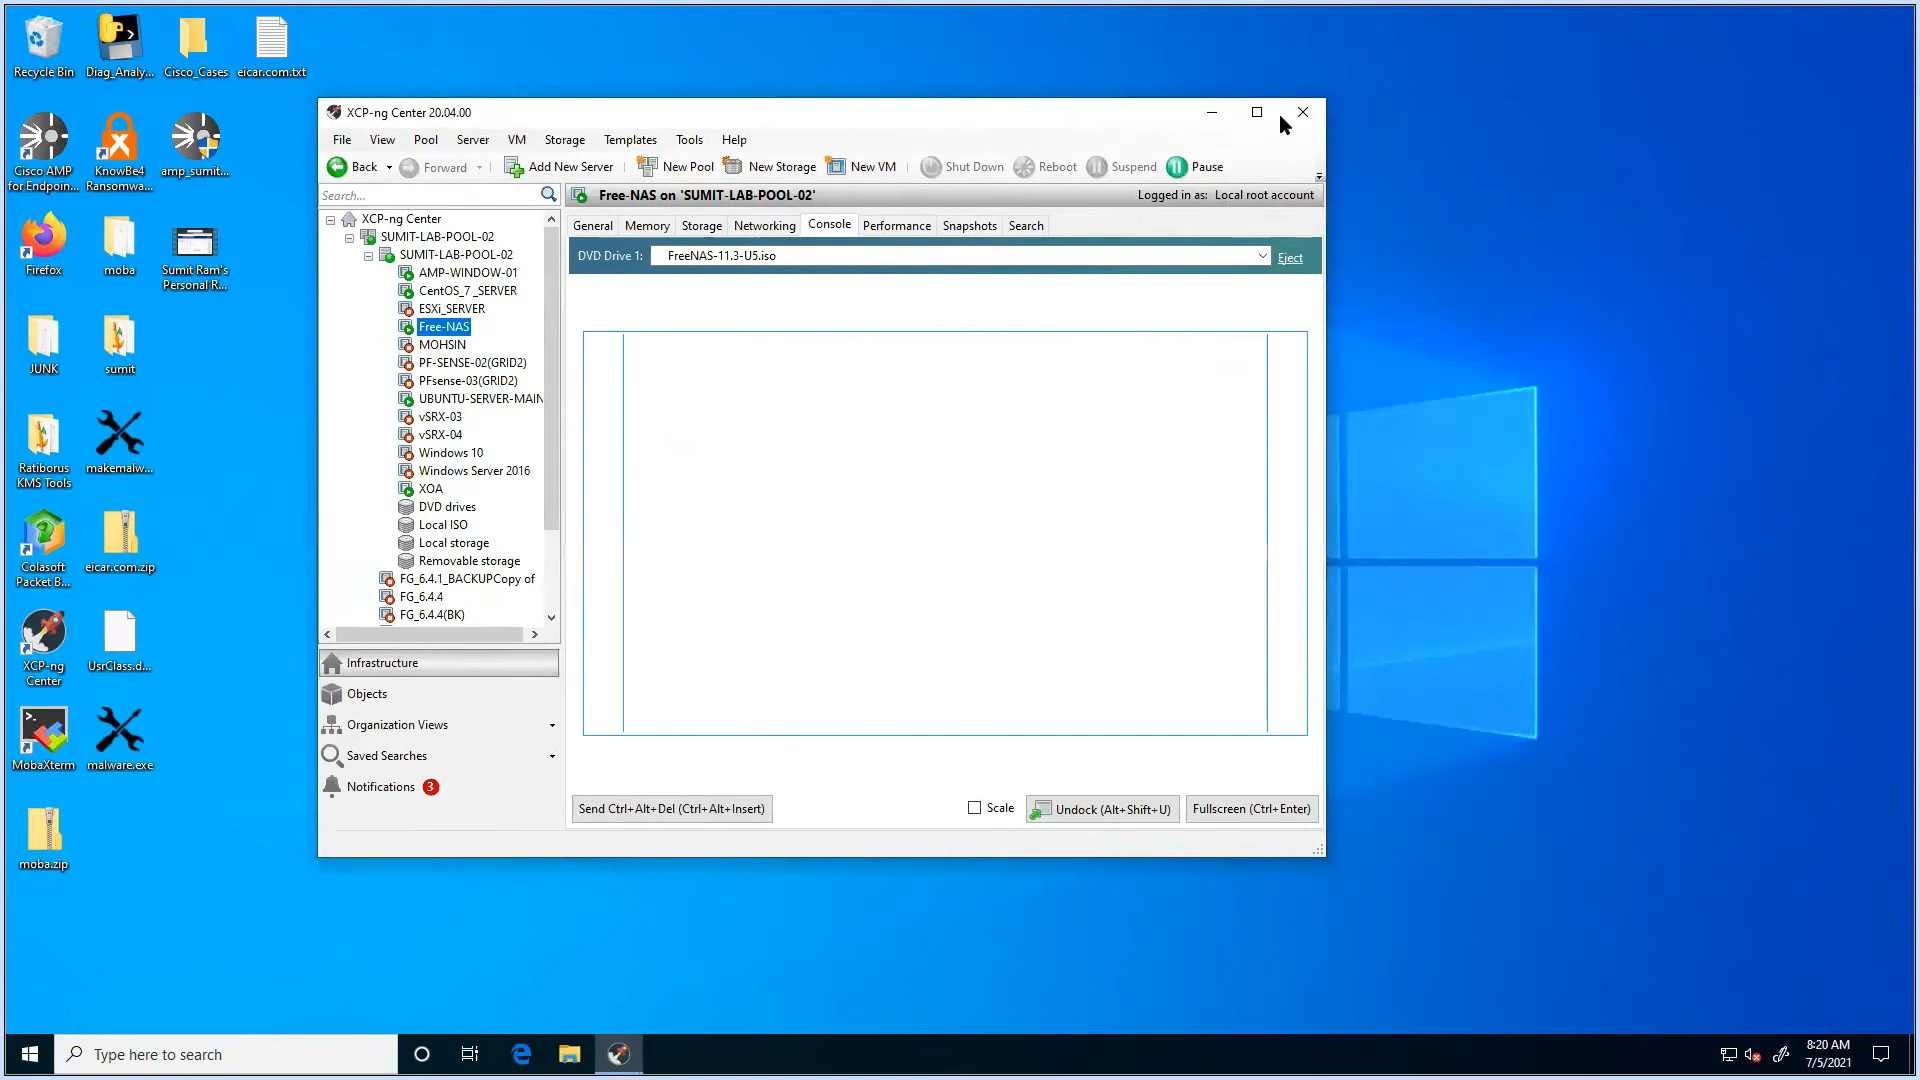 Recycle Bin
Diag_Analy...
Cisco_Cases
eicar.com.txt
Cisco AMP
for Endpoin...
KnowBe4
Ransomwa...
amp_sumit...
Firefox
moba
Sumit Ram's
Personal R...
JUNK
sumit
Ratiborus
KMS Tools
makemalw...
Colasoft
Packet B...
eicar.com.zip
XCP-ng
Center
UsrClass.d...
MobaXterm
malware.exe
moba.zip
XCP-ng Center 20.04.00
File View Pool Server VM Storage Templates Tools Help
Back Forward Add New Server New Pool New Storage New VM Shut Down Reboot Suspend Pause
Search...
Free-NAS on 'SUMIT-LAB-POOL-02'
Logged in as: Local root account
XCP-ng Center
SUMIT-LAB-POOL-02
SUMIT-LAB-POOL-02
AMP-WINDOW-01
CentOS_7 _SERVER
ESXi_SERVER
Free-NAS
MOHSIN
PF-SENSE-02(GRID2)
PFsense-03(GRID2)
UBUNTU-SERVER-MAIN
vSRX-03
vSRX-04
Windows 10
Windows Server 2016
XOA
DVD drives
Local ISO
Local storage
Removable storage
FG_6.4.1_BACKUPCopy of
FG_6.4.4
FG_6.4.4(BK)
Infrastructure
Objects
Organization Views
Saved Searches
Notifications 3
General Memory Storage Networking Console Performance Snapshots Search
DVD Drive 1: FreeNAS-11.3-U5.iso Eject
Send Ctrl+Alt+Del (Ctrl+Alt+Insert)
Scale
Undock (Alt+Shift+U)
Fullscreen (Ctrl+Enter)
Type here to search
8:20 AM
7/5/2021